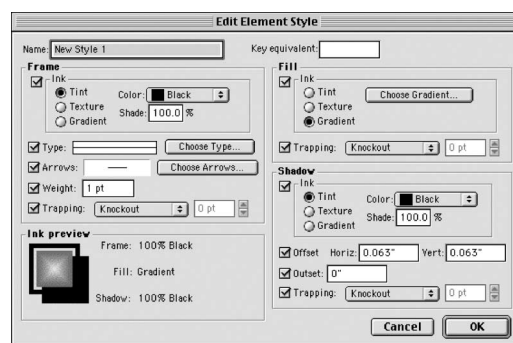 Edit Element Style
Name: New Style 1
Key equivalent:
Frame
Ink
Tint
Texture
Gradient
Color: Black
Shade: 100.0 %
Type:
Choose Type...
Arrows:
Choose Arrows...
Weight: 1 pt
Trapping: Knockout 0 pt
Ink preview
Frame: 100% Black
Fill: Gradient
Shadow: 100% Black
Fill
Ink
Tint
Texture
Gradient
Choose Gradient...
Trapping: Knockout 0 pt
Shadow
Ink
Tint
Texture
Gradient
Color: Black
Shade: 100.0 %
Offset Horiz: 0.063" Vert: 0.063"
Outset: 0"
Trapping: Knockout 0 pt
Cancel OK